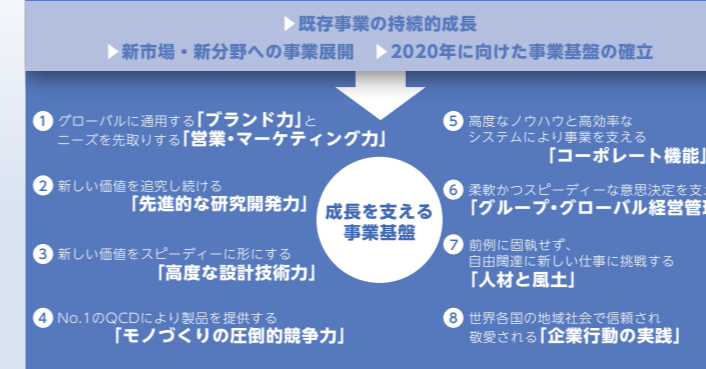 ▶既存事業の持続的成長
▶新市場・新分野への事業展開 ▶2020年に向けた事業基盤の確立
① グローバルに通用する「ブランド力」と
ニーズを先取りする「営業・マーケティング力」
② 新しい価値を追究し続ける
「先進的な研究開発力」
③ 新しい価値をスピーディーに形にする
「高度な設計技術力」
④ No.1のQCDにより製品を提供する
「モノづくりの圧倒的競争力」
成長を支える
事業基盤
⑤ 高度なノウハウと高効率な
システムにより事業を支える
「コーポレート機能」
⑥ 柔軟かつスピーディーな意思決定を支
「グループ・グローバル経営管
⑦ 前例に固執せず、
自由闊達に新しい仕事に挑戦する
「人材と風土」
⑧ 世界各国の地域社会で信頼され
敬愛される「企業行動の実践」